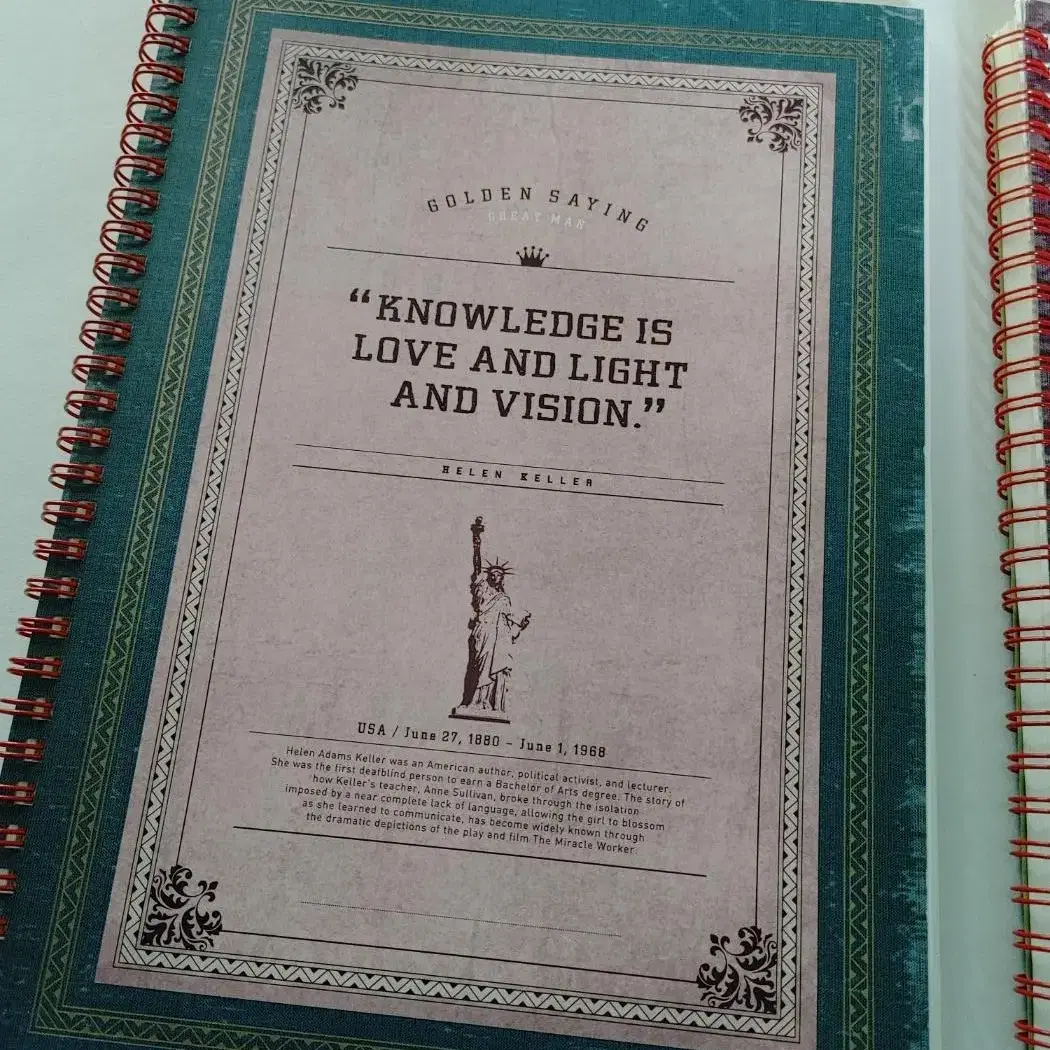 GOLDEN SAYING
GREAT MAN
“KNOWLEDGE IS
LOVE AND LIGHT
AND VISION.”
HELEN KELLER
USA / June 27, 1880 - June 1, 1968
Helen Adams Keller was an American author, political activist, and lecturer.
She was the first deafblind person to earn a Bachelor of Arts degree. The story of
how Keller's teacher, Anne Sullivan, broke through the isolation
imposed by a near complete lack of language, allowing the girl to blossom
as she learned to communicate, has become widely known through
the dramatic depictions of the play and film The Miracle Worker.